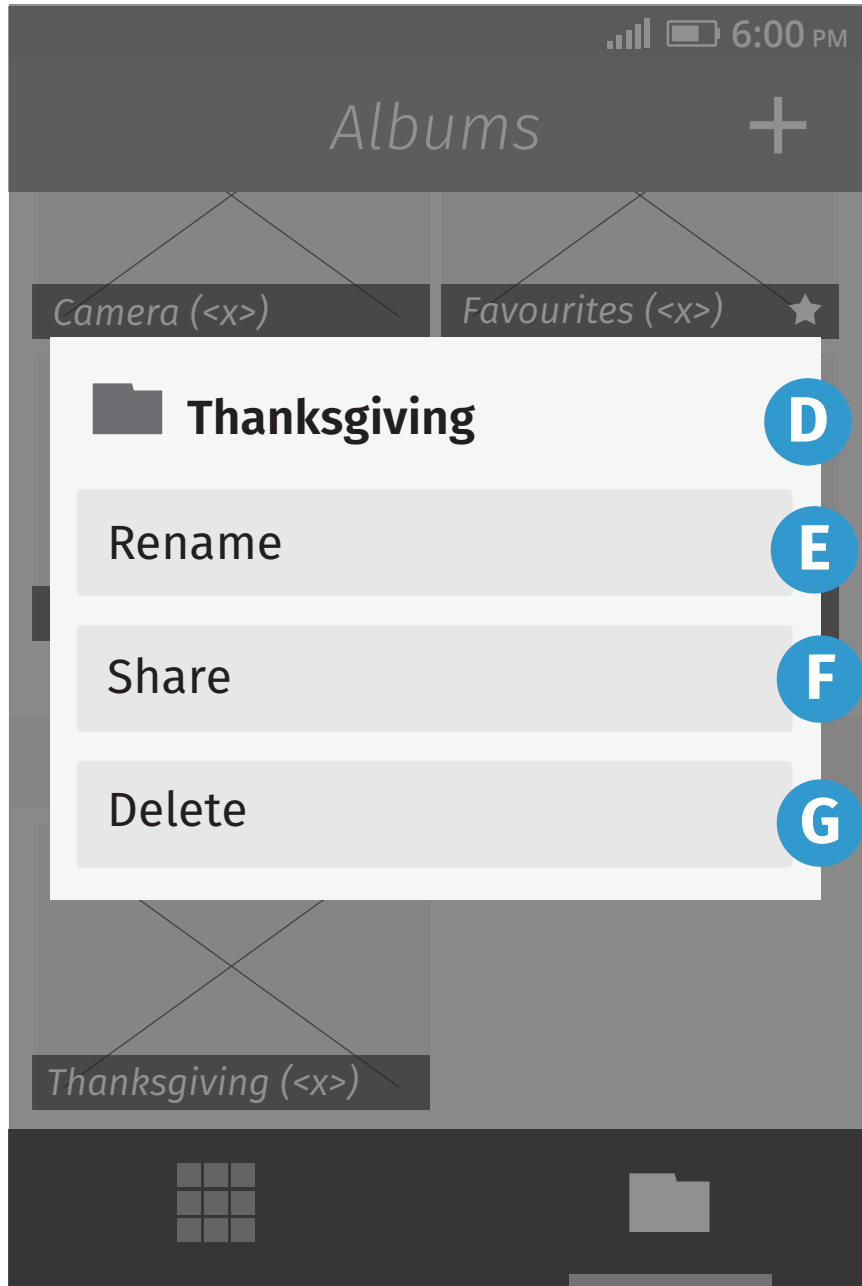 6:00 PM
Albums
Camera (<x>)
Favourites (<x>)
Thanksgiving
D
Rename
E
Share
F
Delete
G
Thanksgiving (<x>)